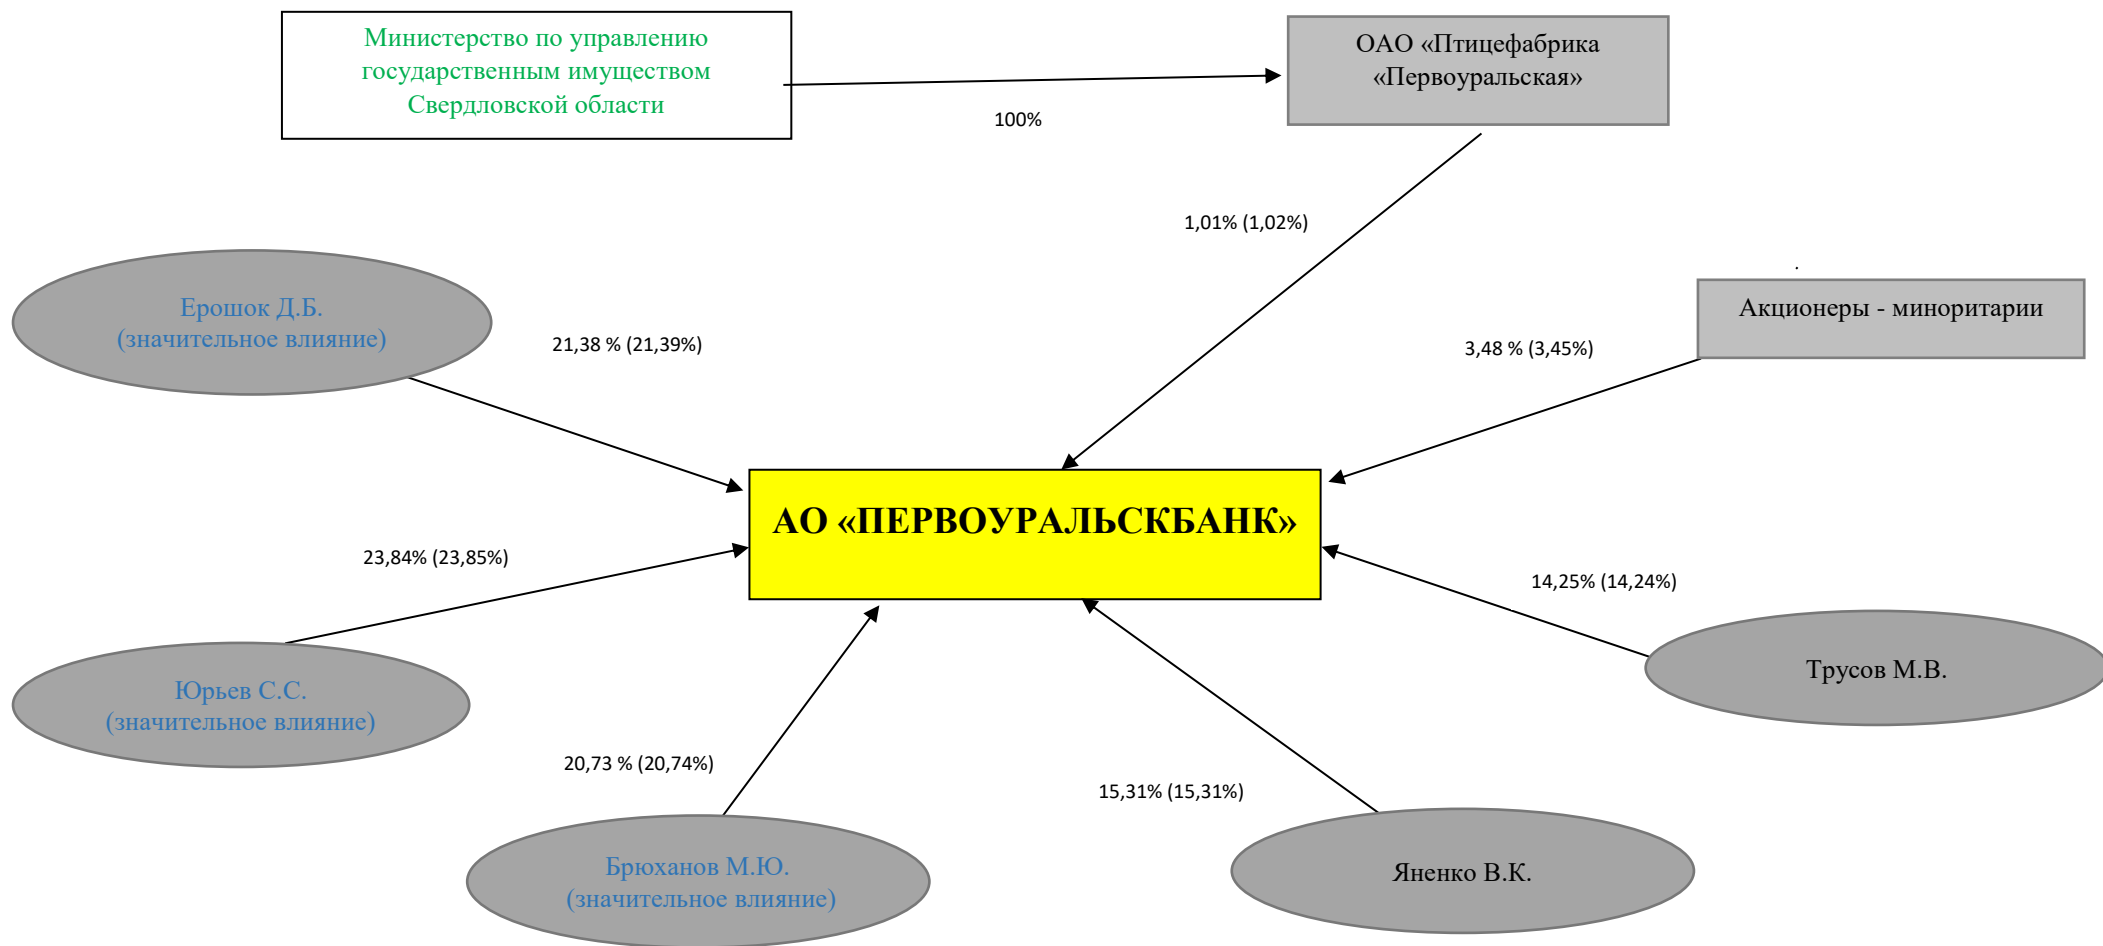 Министерство по управлению
государственным имуществом
Свердловской области
ОАО «Птицефабрика
«Первоуральская»
100%
1,01% (1,02%)
.
Ерошок Д.Б.
(значительное влияние)
21,38 % (21,39%)
Акционеры - миноритарии
3,48 % (3,45%)
АО «ПЕРВОУРАЛЬСКБАНК»
23,84% (23,85%)
14,25% (14,24%)
Юрьев С.С.
(значительное влияние)
Трусов М.В.
20,73 % (20,74%)
15,31% (15,31%)
Брюханов М.Ю.
(значительное влияние)
Яненко В.К.